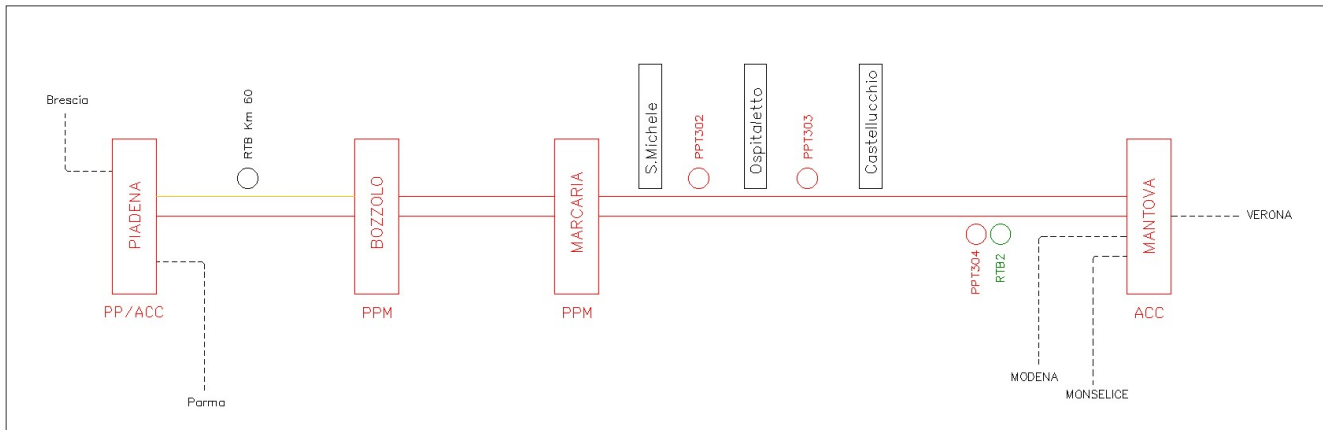 Brescia
RTB Km 60
S.Michele
PPT302
Ospitaletto
PPT303
Castellucchio
PIADENA
BOZZOLO
MARCARIA
MANTOVA
VERONA
PPT304
RTB2
PP/ACC
PPM
PPM
ACC
MODENA
MONSELICE
Parma